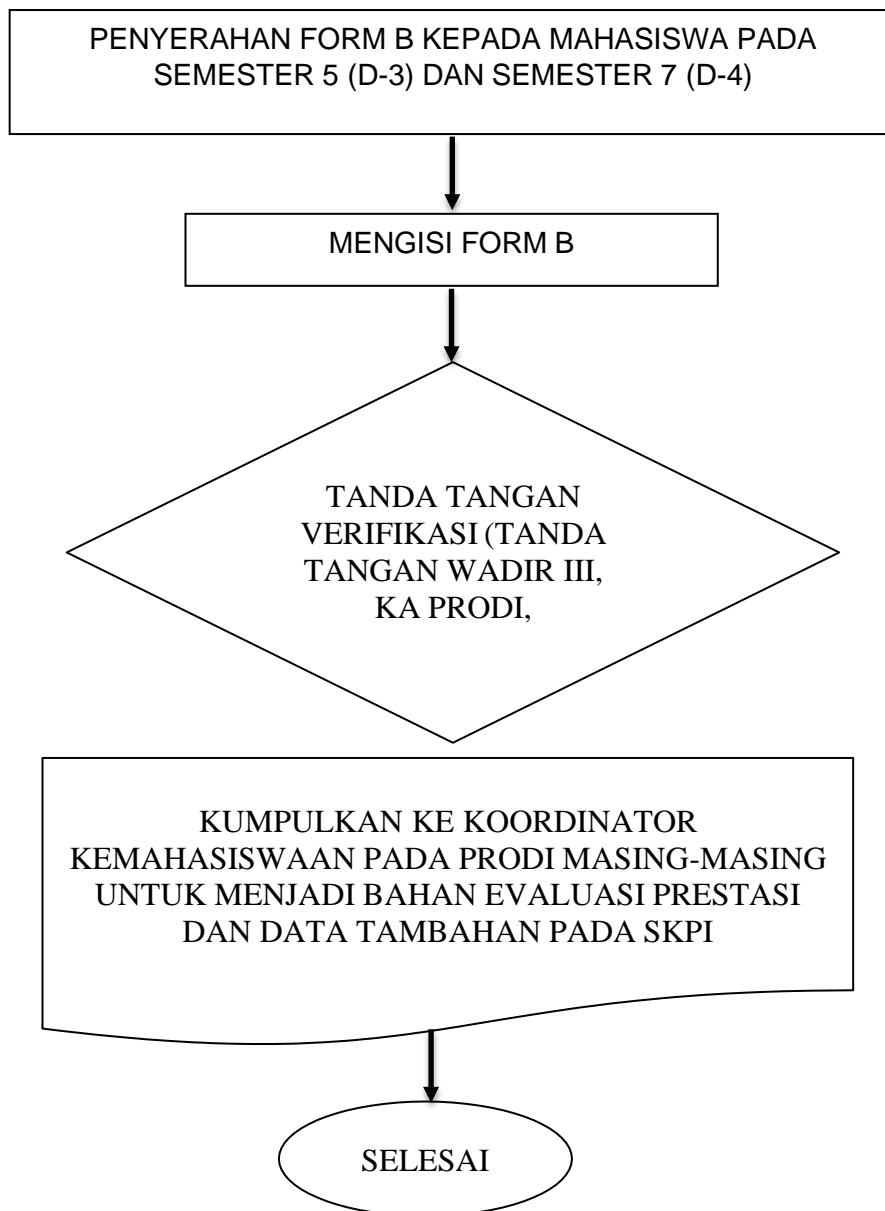 PENYERAHAN FORM B KEPADA MAHASISWA PADA
SEMESTER 5 (D-3) DAN SEMESTER 7 (D-4)
MENGISI FORM B
TANDA TANGAN
VERIFIKASI (TANDA
TANGAN WADIR III,
KA PRODI,
KUMPULKAN KE KOORDINATOR
KEMAHASISWAAN PADA PRODI MASING-MASING
UNTUK MENJADI BAHAN EVALUASI PRESTASI
DAN DATA TAMBAHAN PADA SKPI
SELESAI